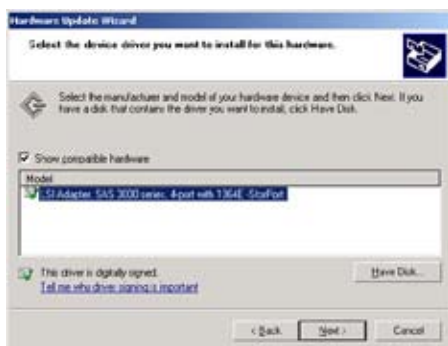 Hardware Update Wizard
Select the device driver you want to install for this hardware.
Select the manufacturer and model of your hardware device and then click Next. If you
have a disk that contains the driver you want to install, click Have Disk.
Show compatible hardware
Model
LSI Adapter, SAS 3000 series, 4-port with 1064E -StorPort
This driver is digitally signed.
Tell me why driver signing is important
Have Disk...
< Back
Next >
Cancel